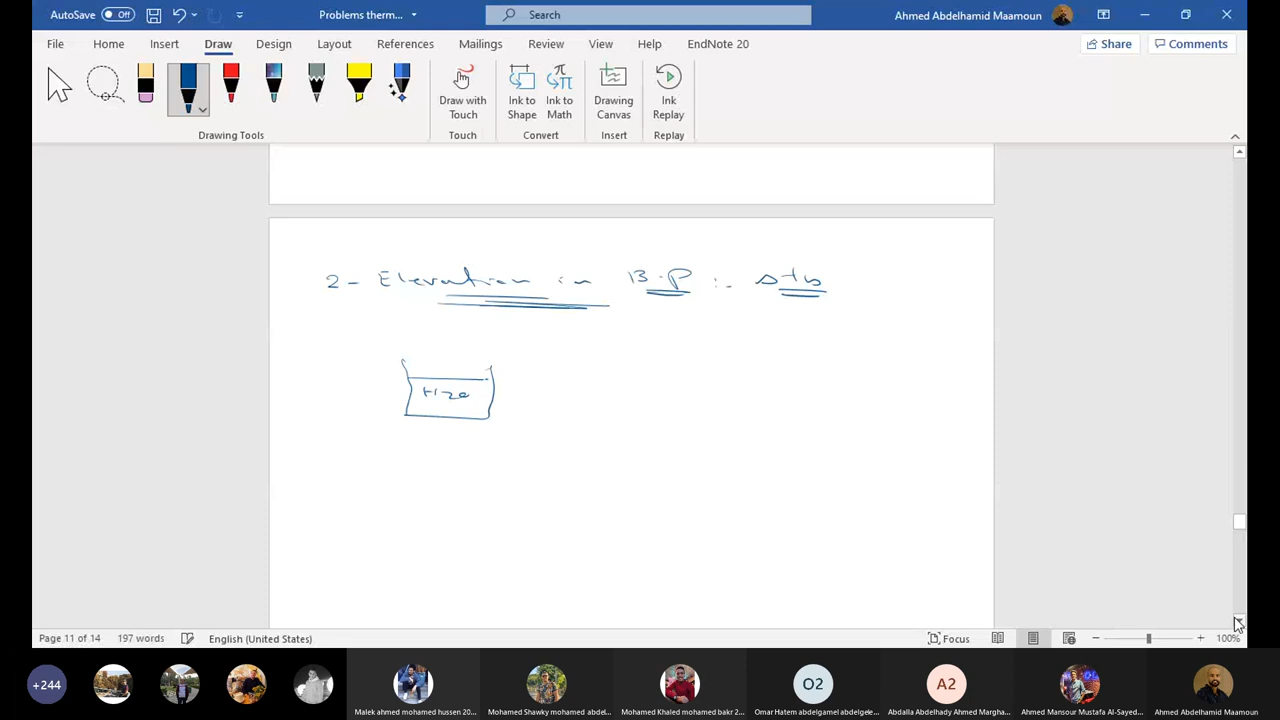 AutoSave Off
Problems therm...
Search
Ahmed Abdelhamid Maamoun
File Home Insert Draw Design Layout References Mailings Review View Help EndNote 20
Share Comments
Draw with Touch
Ink to Shape
Ink to Math
Drawing Canvas
Ink Replay
Drawing Tools Touch Convert Insert Replay
2- Elevation in B.P :-
H2O
Page 11 of 14 197 words English (United States) Focus 100%
+244 O2 A2
Malek ahmed mohamed hussen 20... Mohamed Shawky mohamed abdel... Mohamed Khaled mohamed bakr 2... Omar Hatem abdelgamel abdelgele... Abdalla Abdelhady Ahmed Margha... Ahmed Mansour Mustafa Al-Sayed... Ahmed Abdelhamid Maamoun